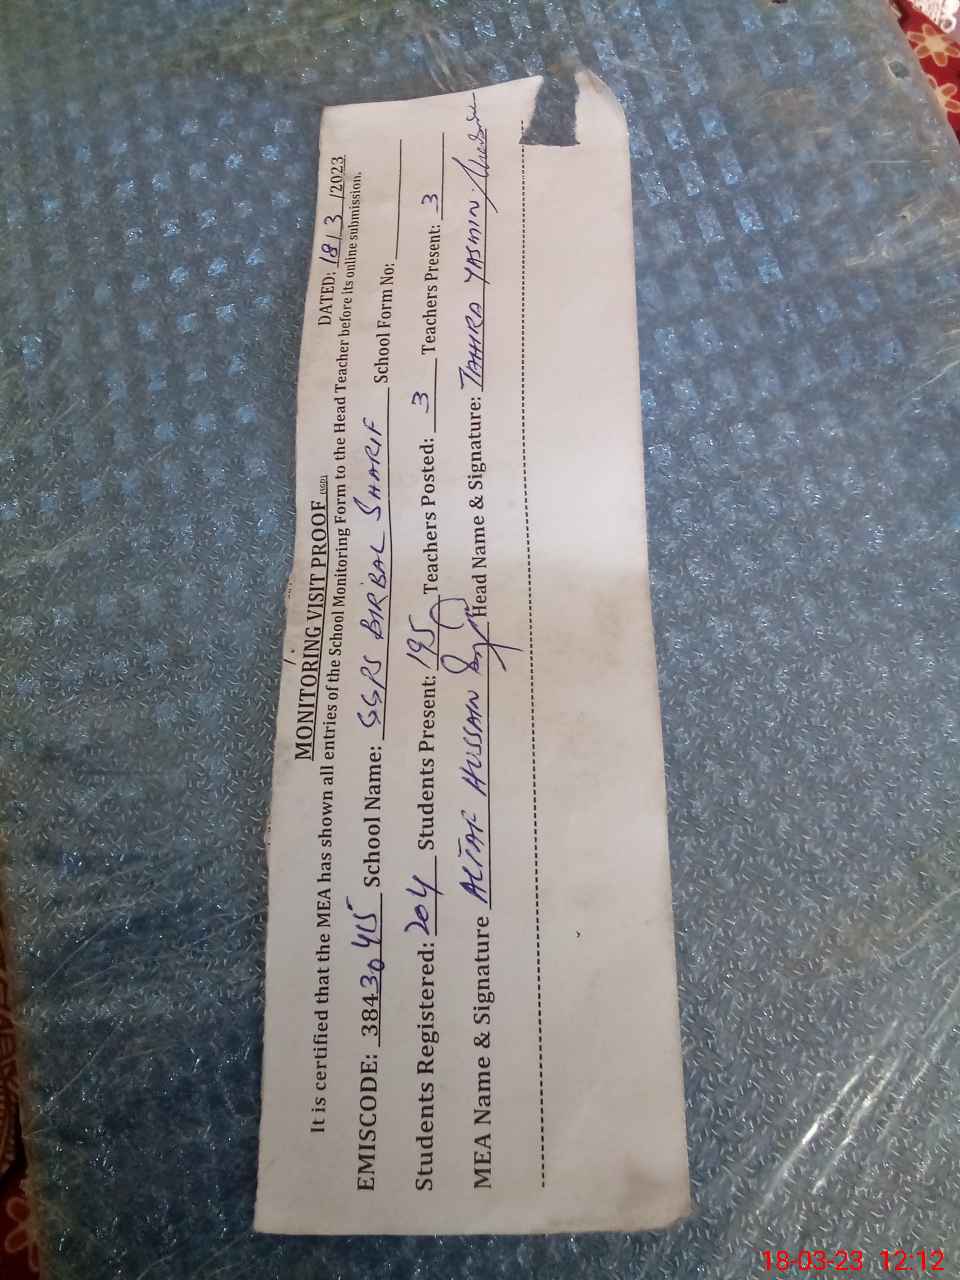 MONITORING VISIT PROOF (SGD)
DATED: 18/3/2023
It is certified that the MEA has shown all entries of the School Monitoring Form to the Head Teacher before its online submission.
EMISCODE: 38430415 School Name: GGPS BIRBAL SHARIF School Form No:
Students Registered: 204 Students Present: 195 Teachers Posted: 3 Teachers Present: 3
MEA Name & Signature ALTAF HUSSAIN Head Name & Signature: TAHIRA YASMIN
18-03-23 12:12